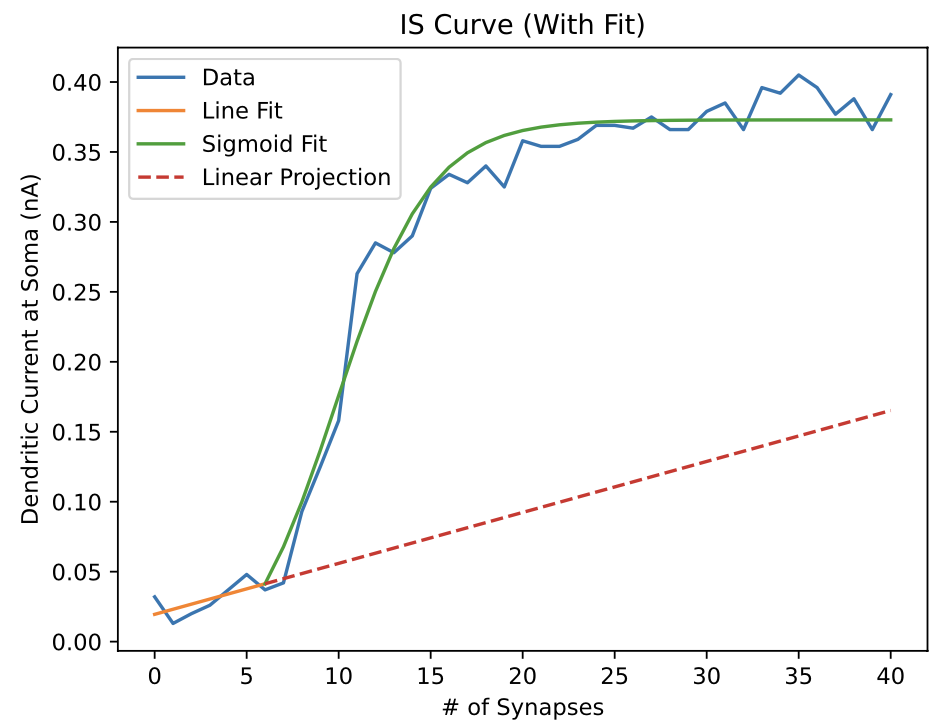 IS Curve (With Fit)
Data
Line Fit
Sigmoid Fit
Linear Projection
Dendritic Current at Soma (nA)
0.40
0.35
0.30
0.25
0.20
0.15
0.10
0.05
0.00
0 5 10 15 20 25 30 35 40
# of Synapses